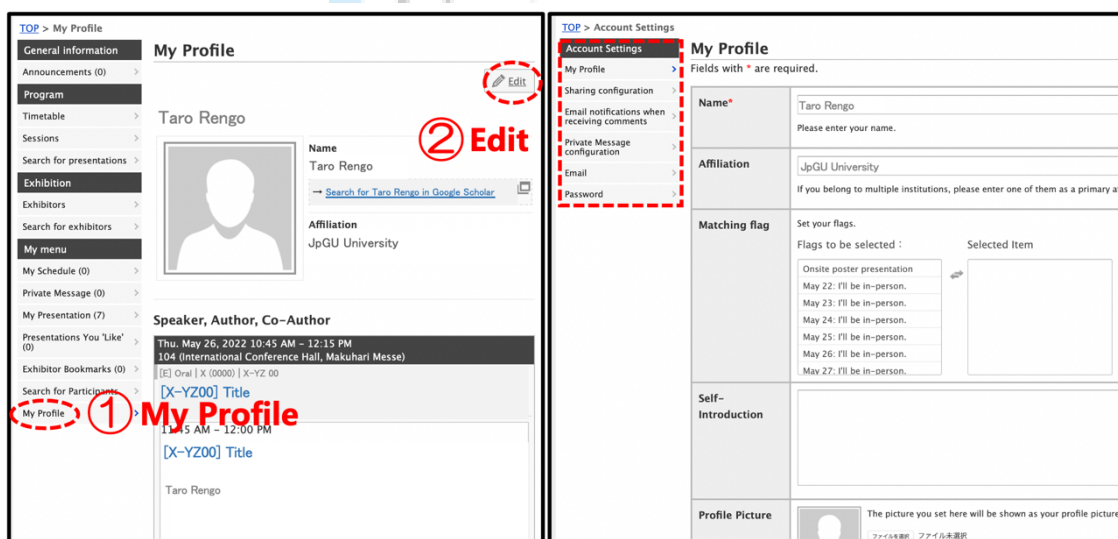 TOP > My Profile
General information
Announcements (0)
Program
Timetable
Sessions
Search for presentations
Exhibition
Exhibitors
Search for exhibitors
My menu
My Schedule (0)
Private Message (0)
My Presentation (7)
Presentations You 'Like'
(0)
Exhibitor Bookmarks (0)
Search for Participants
My Profile
① My Profile
My Profile
Edit
② Edit
Taro Rengo
Name
Taro Rengo
→ Search for Taro Rengo in Google Scholar
Affiliation
JpGU University
Speaker, Author, Co-Author
Thu. May 26, 2022 10:45 AM – 12:15 PM
104 (International Conference Hall, Makuhari Messe)
[E] Oral | X (0000) | X-YZ 00
[X-YZ00] Title
11:45 AM – 12:00 PM
[X-YZ00] Title
Taro Rengo
TOP > Account Settings
Account Settings
My Profile
Sharing configuration
Email notifications when
receiving comments
Private Message
configuration
Email
Password
My Profile
Fields with * are required.
Name*
Taro Rengo
Please enter your name.
Affiliation
JpGU University
If you belong to multiple institutions, please enter one of them as a primary
Matching flag
Set your flags.
Flags to be selected :
Selected Item
Onsite poster presentation
May 22: I'll be in-person.
May 23: I'll be in-person.
May 24: I'll be in-person.
May 25: I'll be in-person.
May 26: I'll be in-person.
May 27: I'll be in-person.
Self-
Introduction
Profile Picture
The picture you set here will be shown as your profile picture
ファイルを選択 ファイル未選択